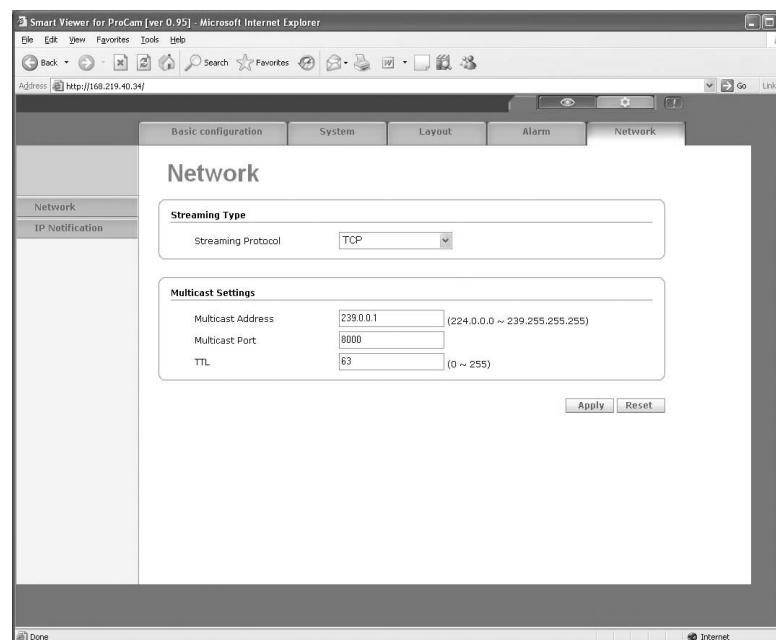 Smart Viewer for ProCam [ver 0.95] - Microsoft Internet Explorer
File Edit View Favorites Tools Help
Back Search Favorites
Address http://168.219.40.34/ Go Link
Basic configuration System Layout Alarm Network
Network
Network
IP Notification
Streaming Type
Streaming Protocol TCP
Multicast Settings
Multicast Address 239.0.0.1 (224.0.0.0 ~ 239.255.255.255)
Multicast Port 8000
TTL 63 (0 ~ 255)
Apply Reset
Done Internet